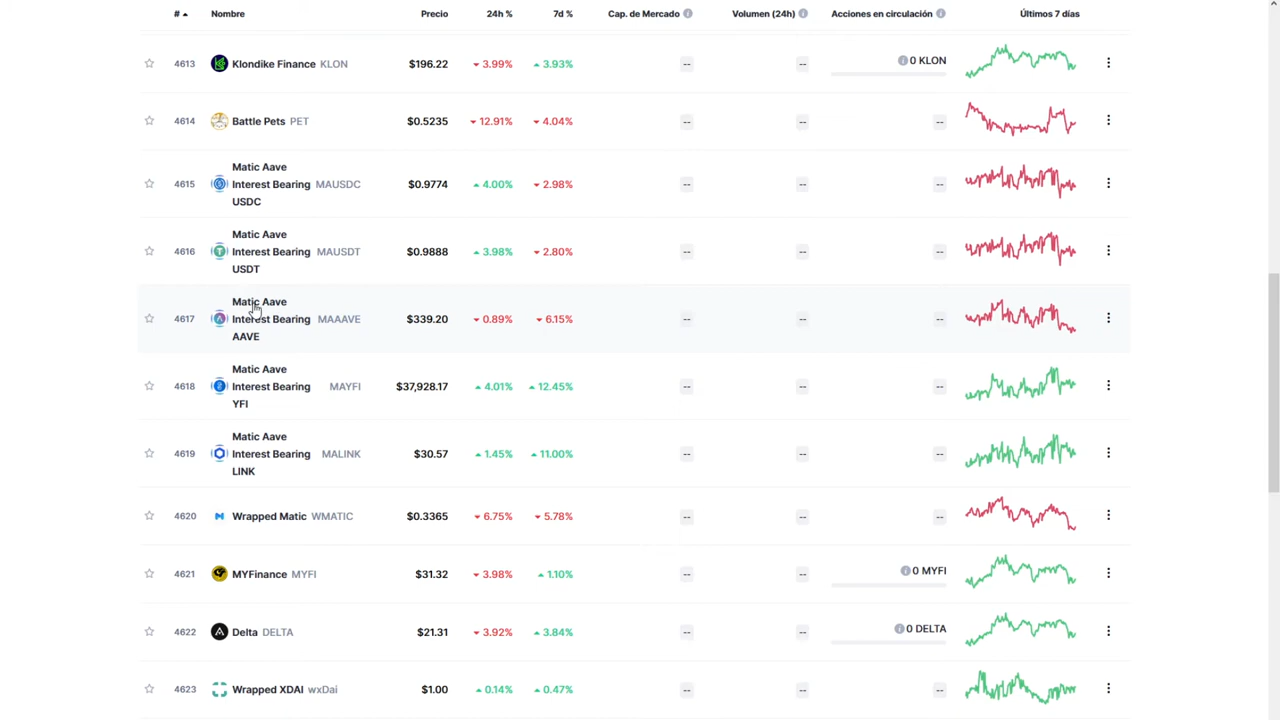 # Nombre Precio 24h % 7d % Cap. de Mercado Volumen (24h) Acciones en circulación Últimos 7 días
4613 Klondike Finance KLON $196.22 3.99% 3.93% -- -- 0 KLON
4614 Battle Pets PET $0.5235 12.91% 4.04% -- -- --
Matic Aave
4615 Interest Bearing MAUSDC $0.9774 4.00% 2.98% -- -- --
USDC
Matic Aave
4616 Interest Bearing MAUSDT $0.9888 3.98% 2.80% -- -- --
USDT
Matic Aave
4617 Interest Bearing MAAAVE $339.20 0.89% 6.15% -- -- --
AAVE
Matic Aave
4618 Interest Bearing MAYFI $37,928.17 4.01% 12.45% -- -- --
YFI
Matic Aave
4619 Interest Bearing MALINK $30.57 1.45% 11.00% -- -- --
LINK
4620 Wrapped Matic WMATIC $0.3365 6.75% 5.78% -- -- --
4621 MYFinance MYFI $31.32 3.98% 1.10% -- -- 0 MYFI
4622 Delta DELTA $21.31 3.92% 3.84% -- -- 0 DELTA
4623 Wrapped XDAI wxDai $1.00 0.14% 0.47% -- -- --